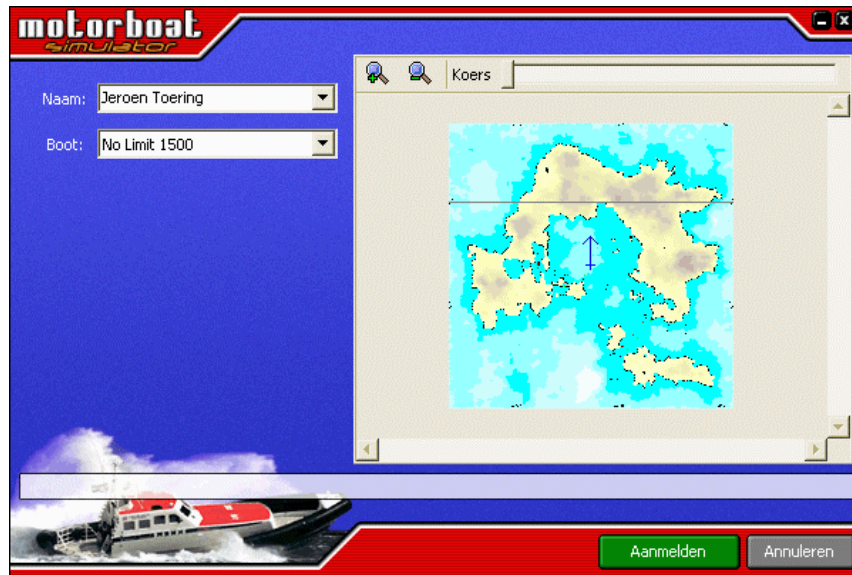 motorboat
simulator
Koers
Naam: Jeroen Toering
Boot: No Limit 1500
Aanmelden
Annuleren